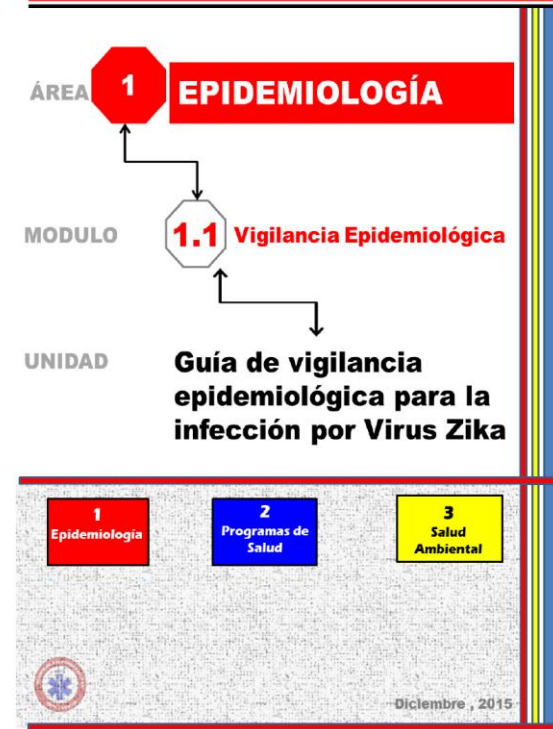 ÁREA 1 EPIDEMIOLOGÍA
MODULO 1.1 Vigilancia Epidemiológica
UNIDAD Guía de vigilancia
epidemiológica para la
infección por Virus Zika
1
Epidemiología
2
Programas de
Salud
3
Salud
Ambiental
Diciembre , 2015